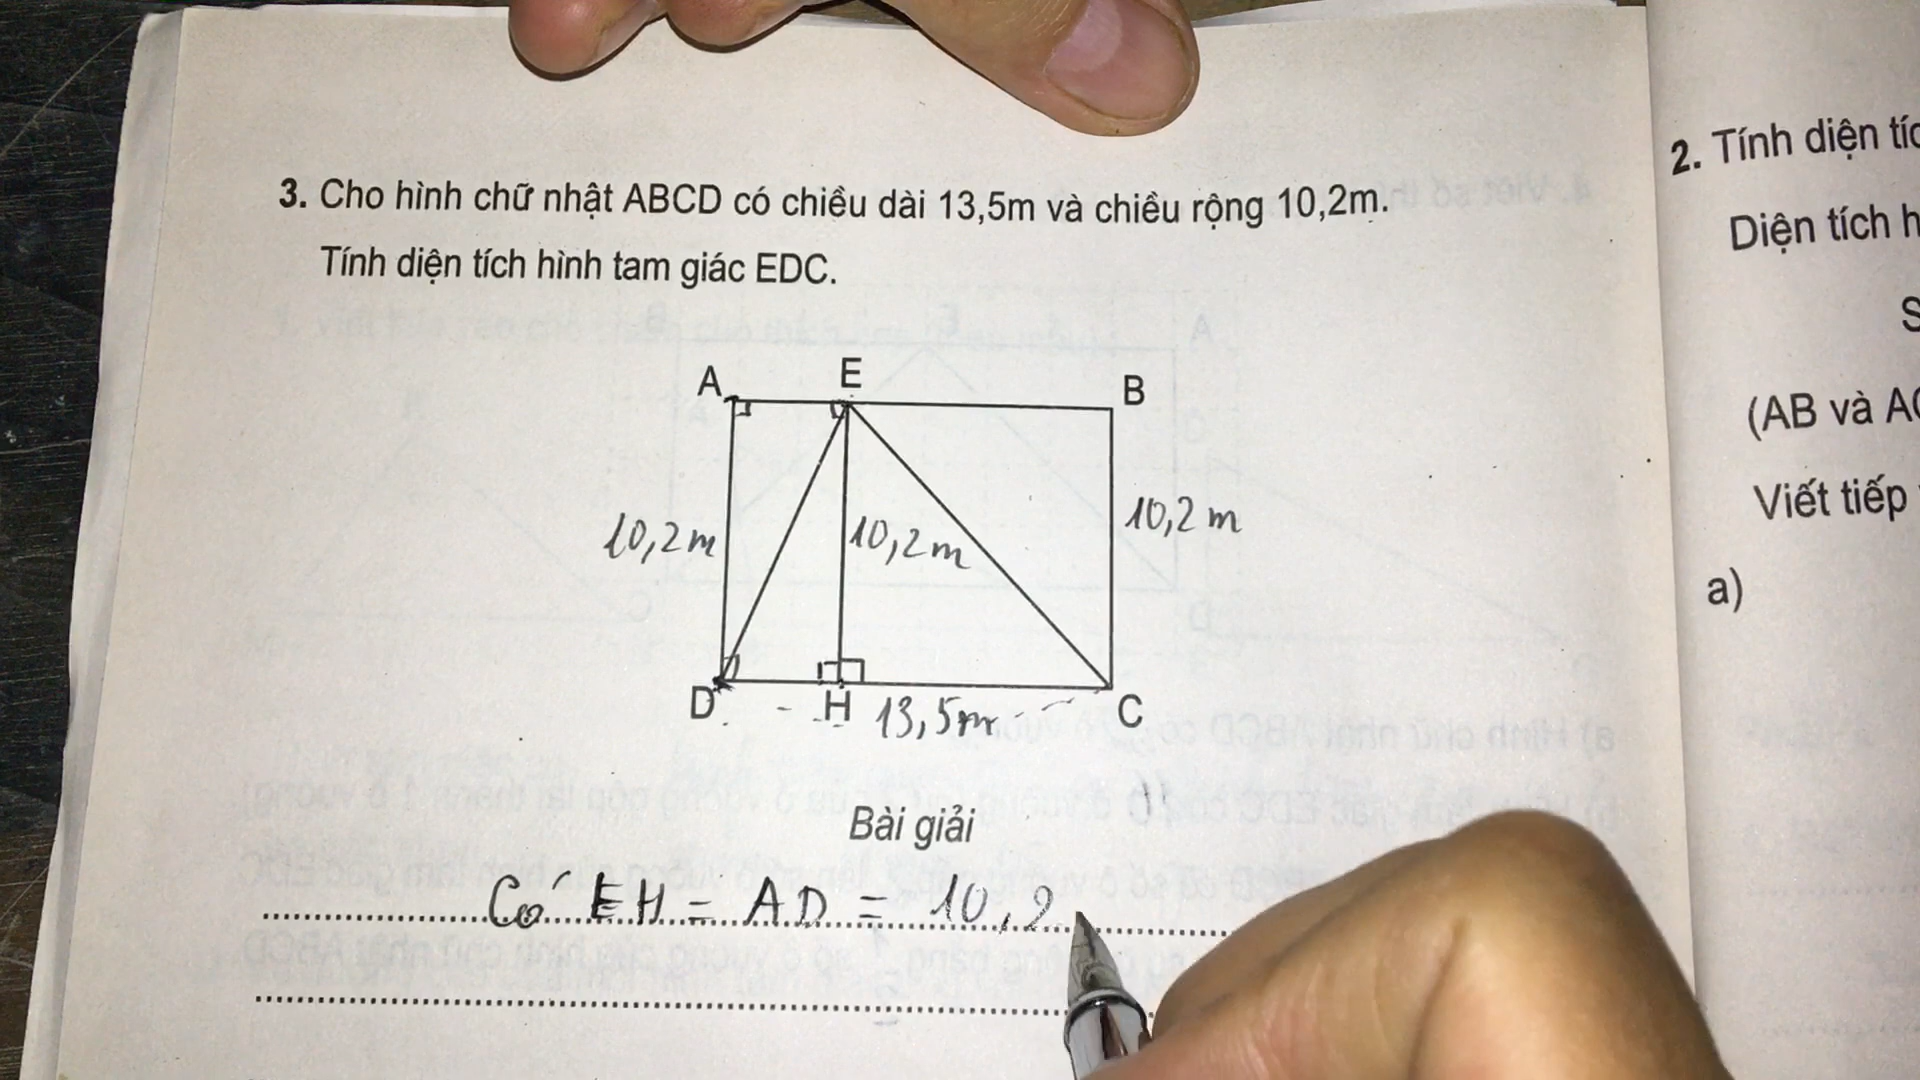 3. Cho hình chữ nhật ABCD có chiều dài 13,5m và chiều rộng 10,2m.
Tính diện tích hình tam giác EDC.
A E B
10,2m 10,2m 10,2m
D H 13,5m C
Bài giải
Có EH = AD = 10,2
2. Tính diện
Diện tích
(AB và
Viết tiếp
a)